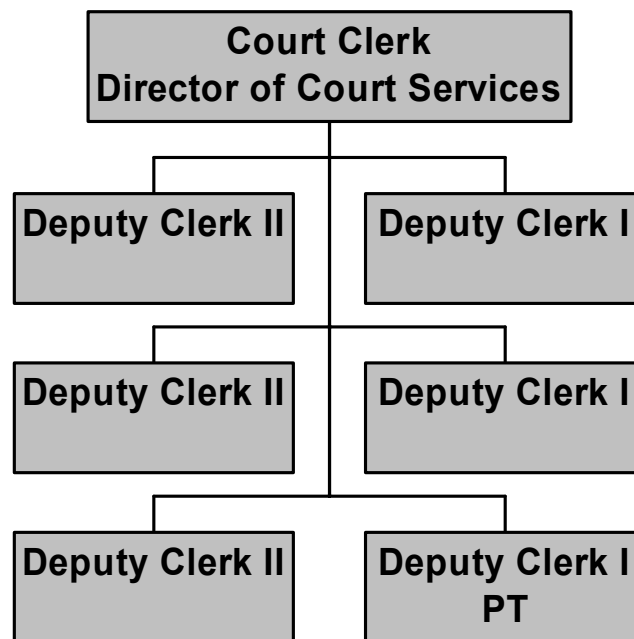 Court Clerk
Director of Court Services
Deputy Clerk II
Deputy Clerk I
Deputy Clerk II
Deputy Clerk I
Deputy Clerk II
Deputy Clerk I
PT